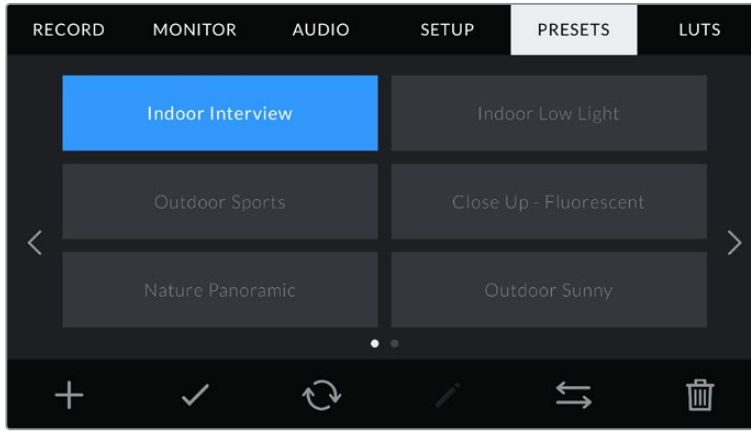 RECORD MONITOR AUDIO SETUP PRESETS LUTS
Indoor Interview Indoor Low Light
Outdoor Sports Close Up - Fluorescent
Nature Panoramic Outdoor Sunny